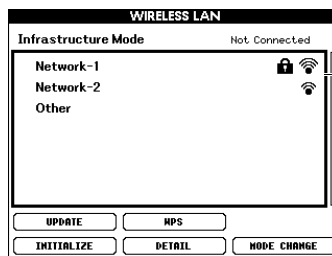 WIRELESS LAN
Infrastructure Mode Not Connected
Network-1
Network-2
Other
UPDATE WPS
INITIALIZE DETAIL MODE CHANGE